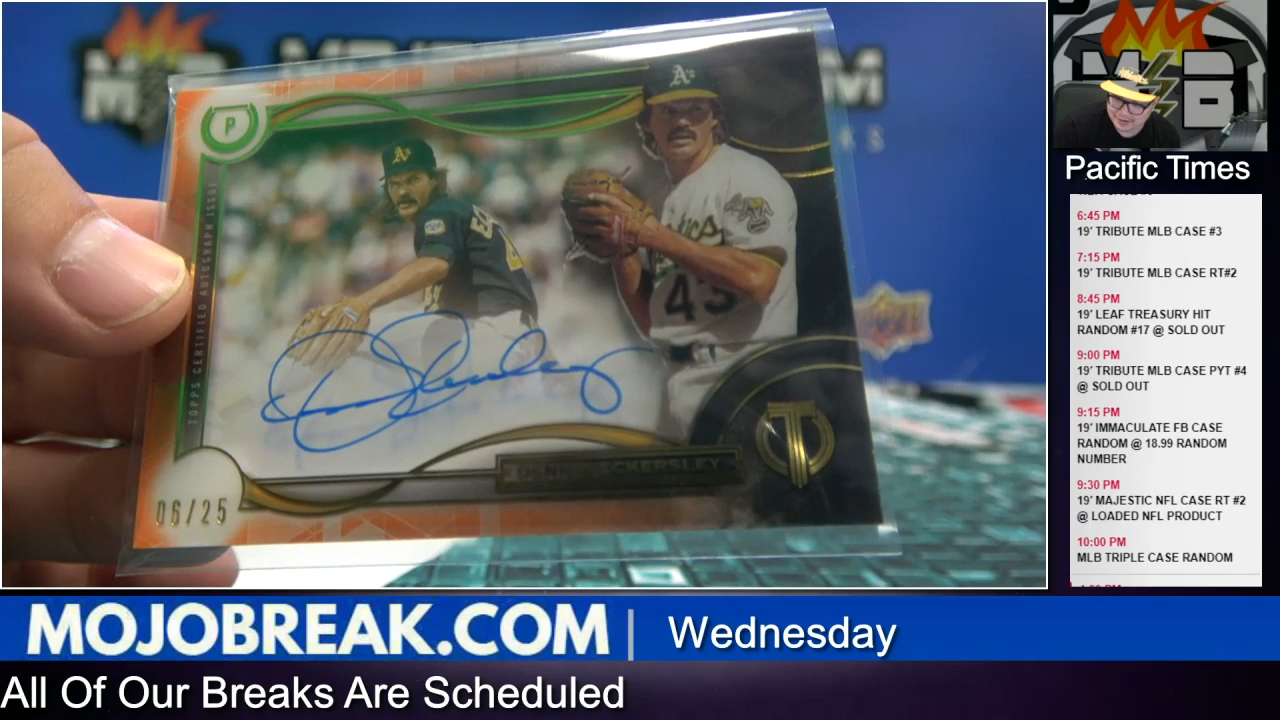 P
TOPPS CERTIFIED AUTOGRAPH ISSUE
A's
A's
43
DENNIS ECKERSLEY
06/25
Pacific Times
6:45 PM
19' TRIBUTE MLB CASE #3
7:15 PM
19' TRIBUTE MLB CASE RT#2
8:45 PM
19' LEAF TREASURY HIT
RANDOM #17 @ SOLD OUT
9:00 PM
19' TRIBUTE MLB CASE PYT #4
@ SOLD OUT
9:15 PM
19' IMMACULATE FB CASE
RANDOM @ 18.99 RANDOM
NUMBER
9:30 PM
19' MAJESTIC NFL CASE RT #2
@ LOADED NFL PRODUCT
10:00 PM
MLB TRIPLE CASE RANDOM
MOJOBREAK.COM | Wednesday
All Of Our Breaks Are Scheduled